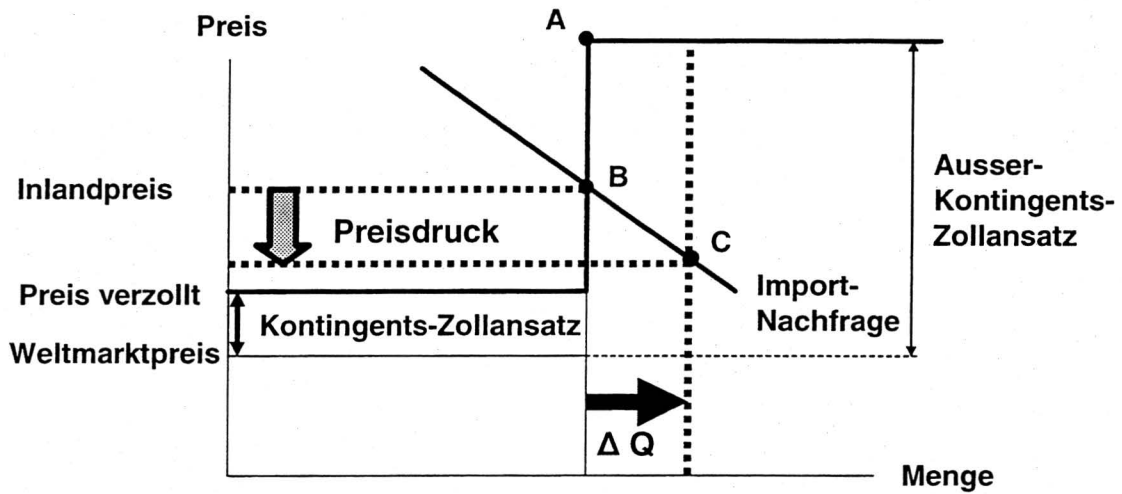 A
Preis
Inlandpreis
B
Preisdruck
C
Ausser-
Kontingents-
Zollansatz
Preis verzollt
Import-
Nachfrage
Kontingents-Zollansatz
Weltmarktpreis
Δ Q
Menge